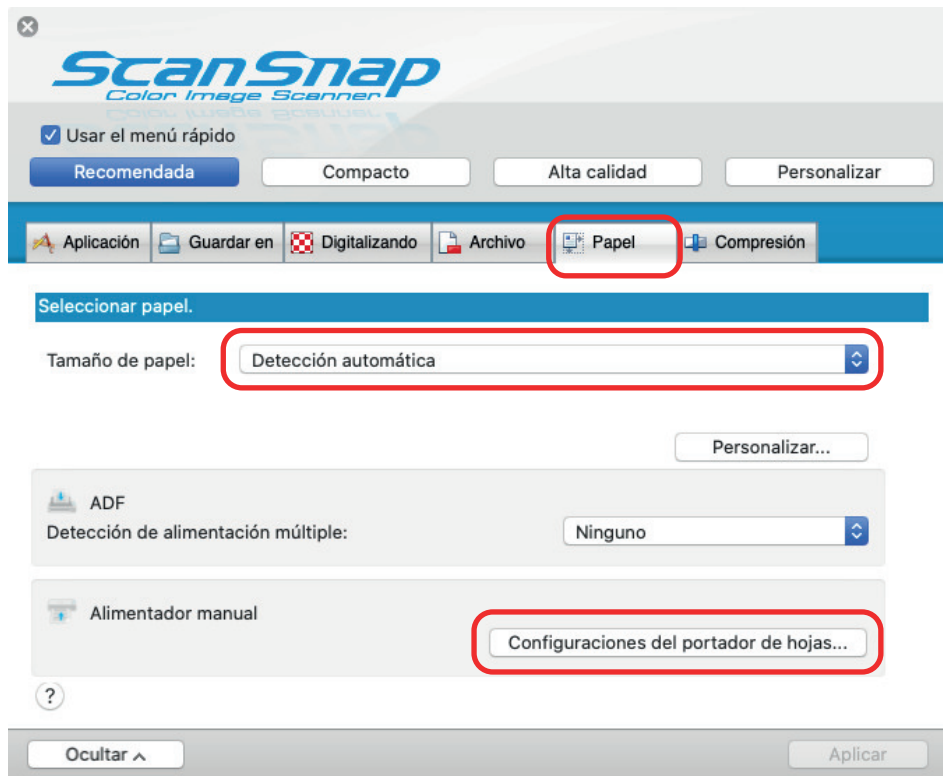 ScanSnap
Color Image Scanner
Usar el menú rápido
Recomendada Compacto Alta calidad Personalizar
Aplicación Guardar en Digitalizando Archivo Papel Compresión
Seleccionar papel.
Tamaño de papel: Detección automática
Personalizar...
ADF
Detección de alimentación múltiple: Ninguno
Alimentador manual
Configuraciones del portador de hojas...
?
Ocultar Aplicar